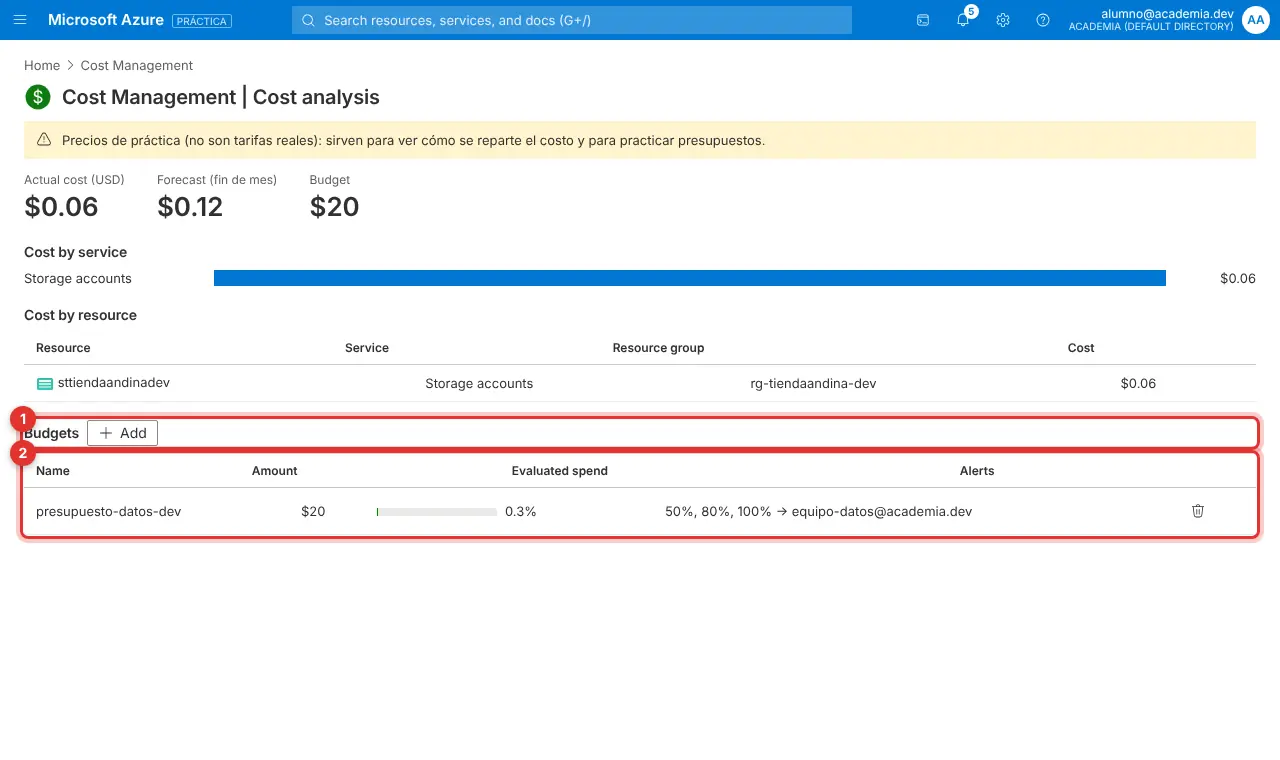 Microsoft Azure PRÁCTICA
Search resources, services, and docs (G+/)
5
alumno@academia.dev
ACADEMIA (DEFAULT DIRECTORY)
AA
Home > Cost Management
$ Cost Management | Cost analysis
Precios de práctica (no son tarifas reales): sirven para ver cómo se reparte el costo y para practicar presupuestos.
Actual cost (USD) Forecast (fin de mes) Budget
$0.06 $0.12 $20
Cost by service
Storage accounts $0.06
Cost by resource
Resource Service Resource group Cost
sttiendaandinadev Storage accounts rg-tiendaandina-dev $0.06
1
Budgets + Add
2
Name Amount Evaluated spend Alerts
presupuesto-datos-dev $20 0.3% 50%, 80%, 100% → equipo-datos@academia.dev